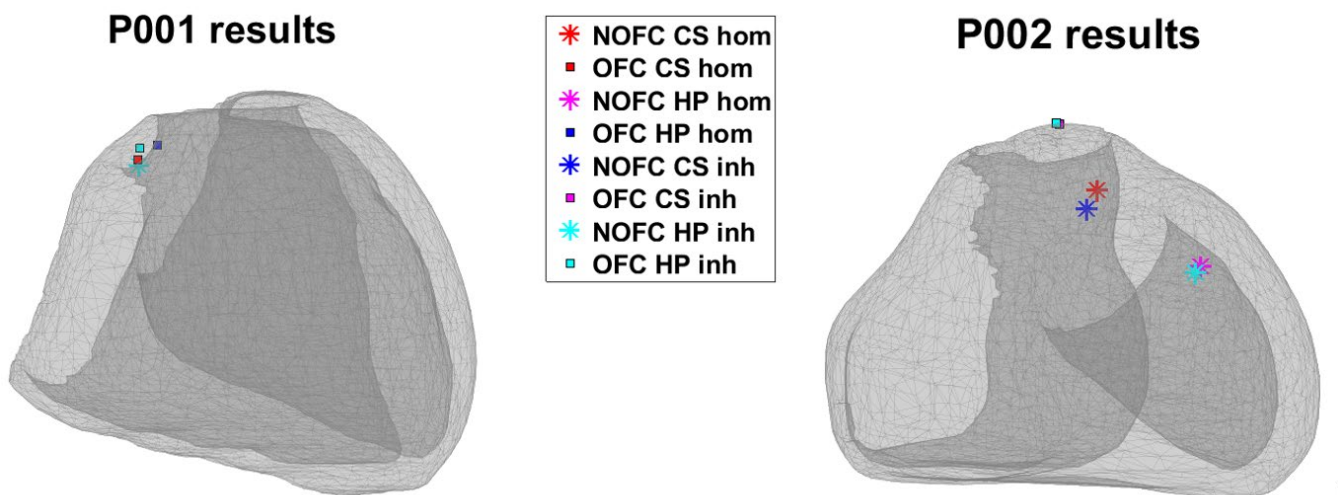 P001 results
NOFC CS hom
OFC CS hom
NOFC HP hom
OFC HP hom
NOFC CS inh
OFC CS inh
NOFC HP inh
OFC HP inh
P002 results